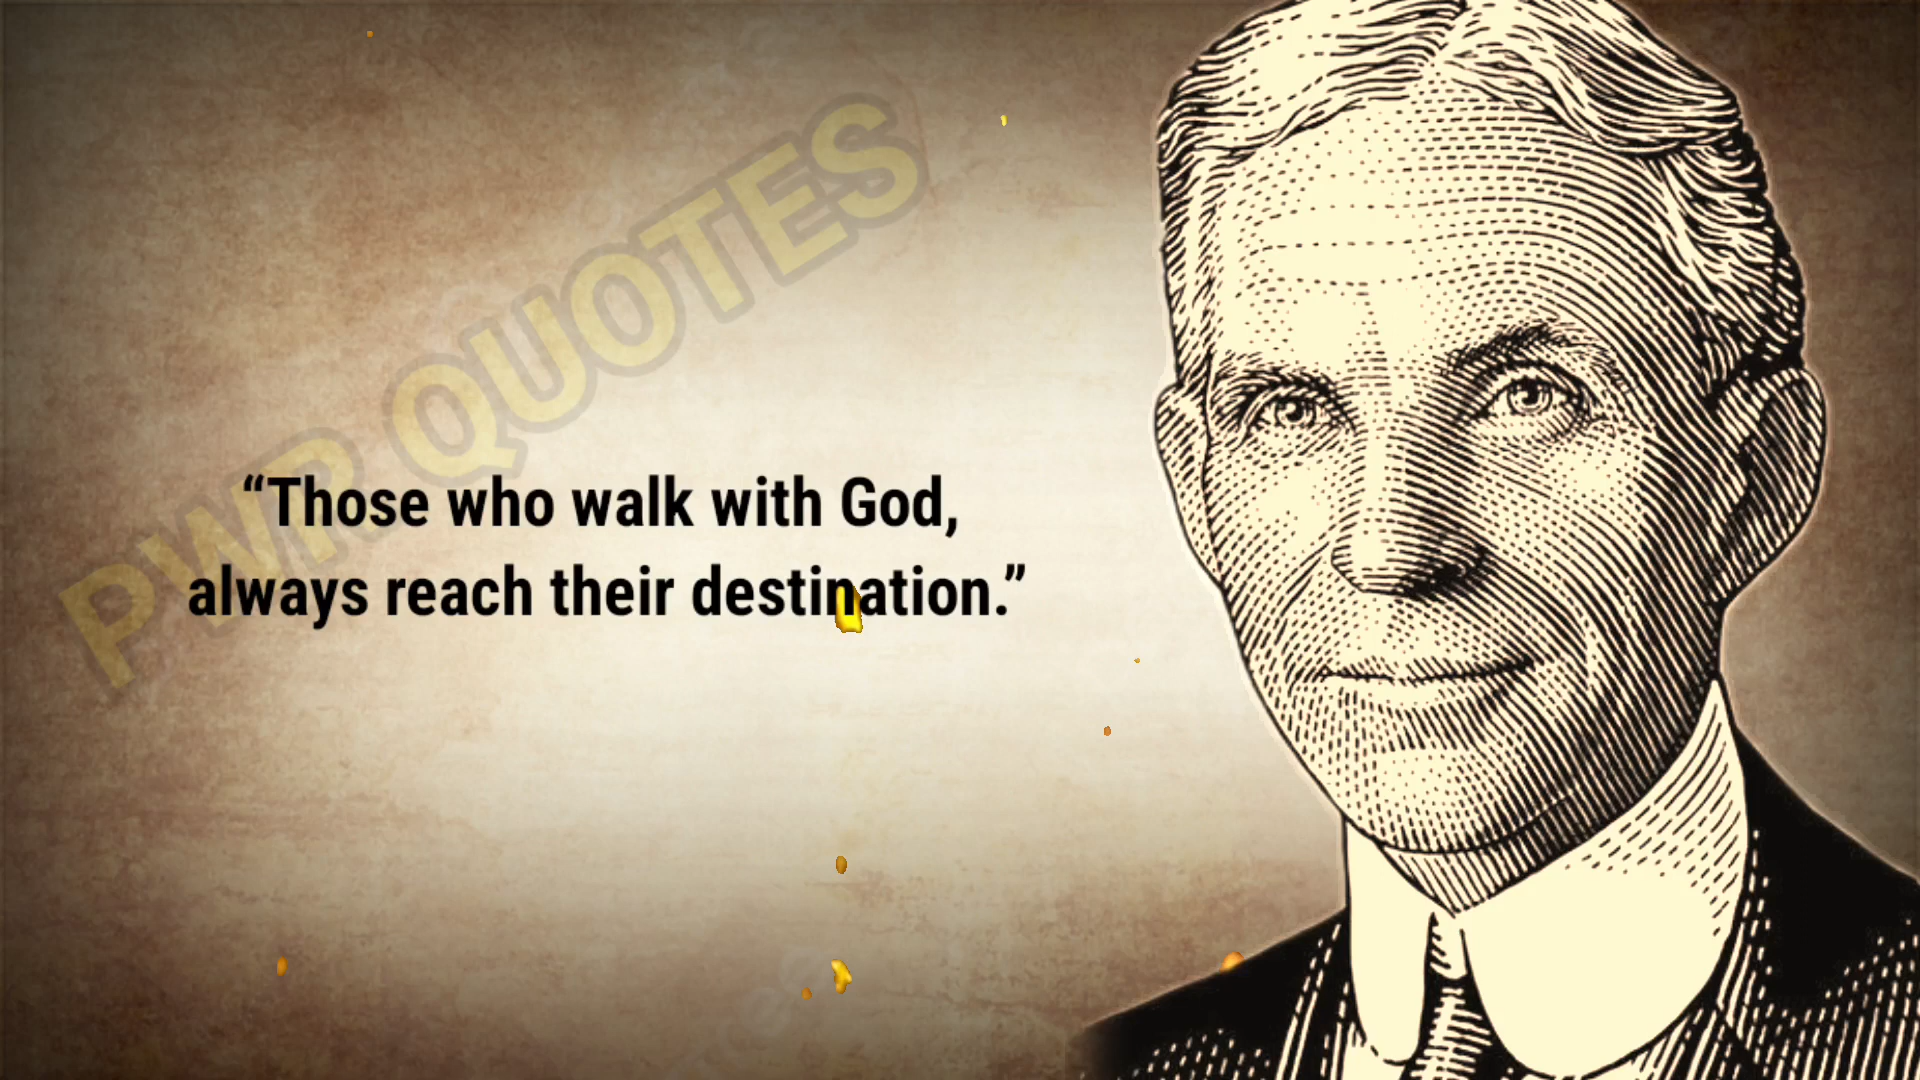 PWR QUOTES
“Those who walk with God,
always reach their destination.”